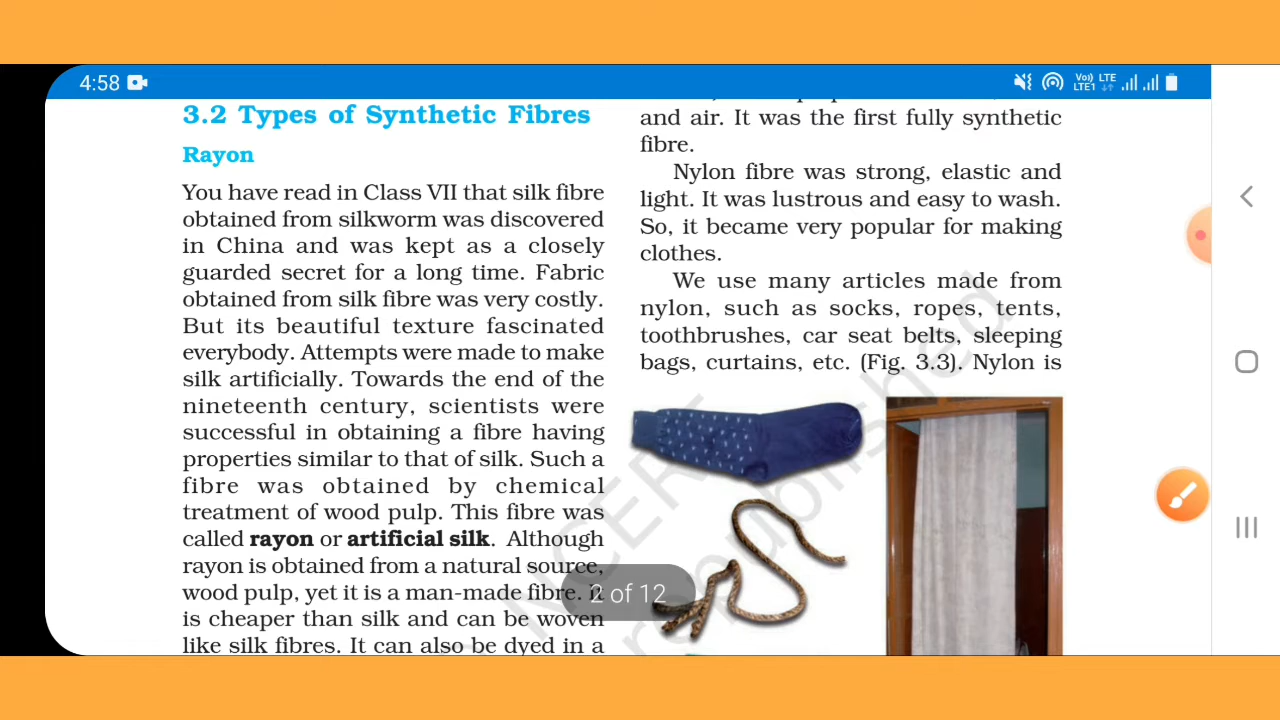 4:58
Vo)) LTE
LTE1
3.2 Types of Synthetic Fibres
Rayon
You have read in Class VII that silk fibre
obtained from silkworm was discovered
in China and was kept as a closely
guarded secret for a long time. Fabric
obtained from silk fibre was very costly.
But its beautiful texture fascinated
everybody. Attempts were made to make
silk artificially. Towards the end of the
nineteenth century, scientists were
successful in obtaining a fibre having
properties similar to that of silk. Such a
fibre was obtained by chemical
treatment of wood pulp. This fibre was
called rayon or artificial silk. Although
rayon is obtained from a natural source,
wood pulp, yet it is a man-made fibre. It
is cheaper than silk and can be woven
like silk fibres. It can also be dyed in a
and air. It was the first fully synthetic
fibre.
Nylon fibre was strong, elastic and
light. It was lustrous and easy to wash.
So, it became very popular for making
clothes.
We use many articles made from
nylon, such as socks, ropes, tents,
toothbrushes, car seat belts, sleeping
bags, curtains, etc. (Fig. 3.3). Nylon is
2 of 12
NCERT
republished